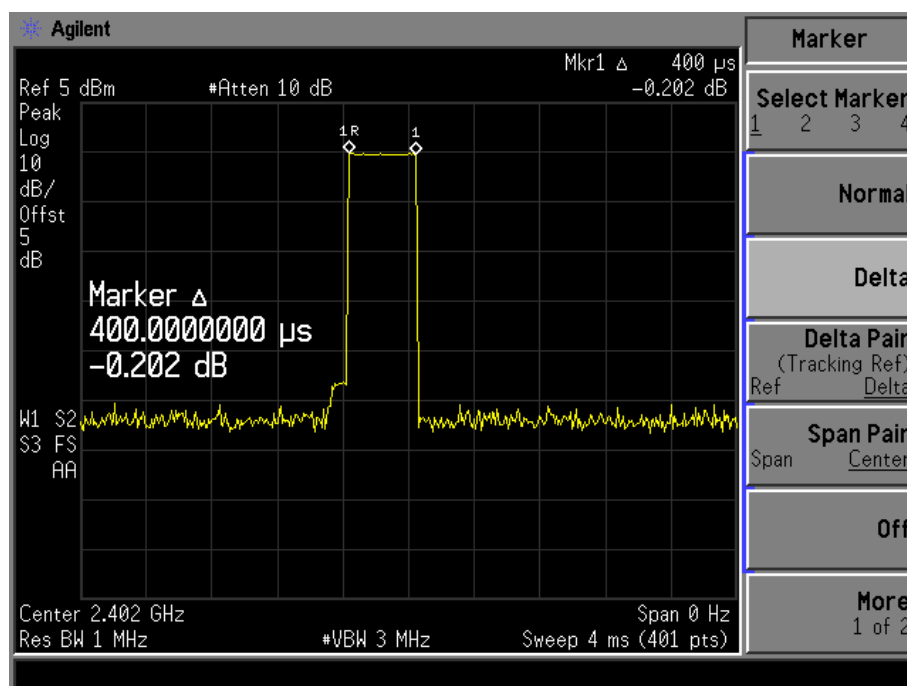 Agilent
Marker
Mkr1 Δ 400 µs
Ref 5 dBm #Atten 10 dB -0.202 dB
Peak
Log
10
dB/
Offst
5
dB
1R 1
Marker Δ
400.0000000 µs
-0.202 dB
W1 S2
S3 FS
AA
Center 2.402 GHz Span 0 Hz
Res BW 1 MHz #VBW 3 MHz Sweep 4 ms (401 pts)
Select Marker
1 2 3 4
Normal
Delta
Delta Pair
(Tracking Ref)
Ref Delta
Span Pair
Span Center
Off
More
1 of 2